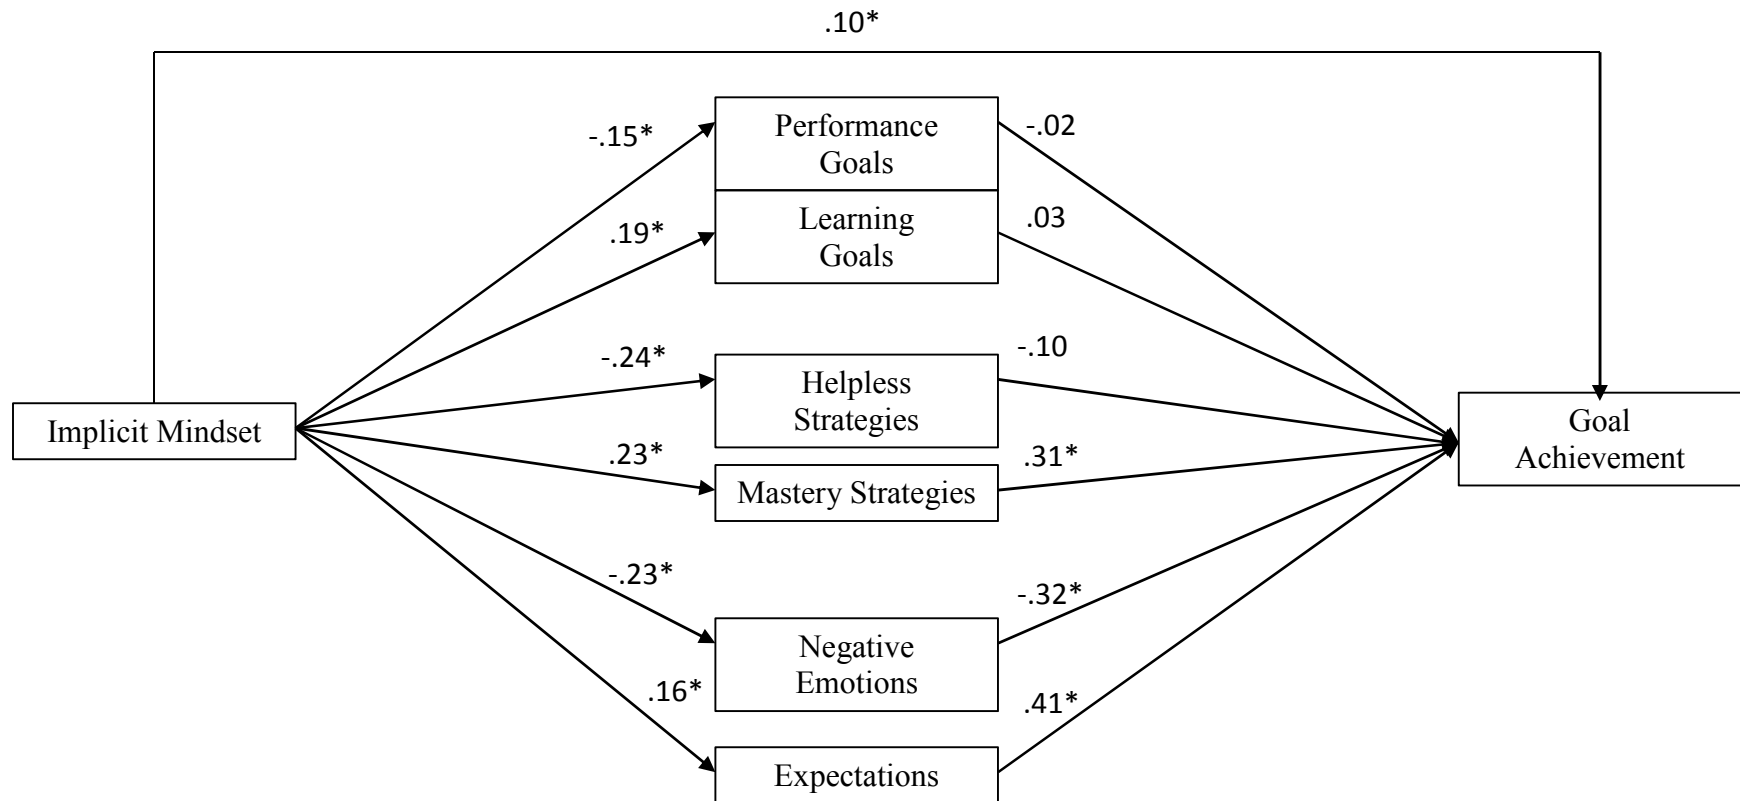 .10*
-.15*
Performance
Goals
-.02
.19*
Learning
Goals
.03
-.24*
Helpless
Strategies
-.10
Implicit Mindset
Goal
Achievement
.23*
Mastery Strategies
.31*
-.23*
Negative
Emotions
-.32*
.16*
Expectations
.41*